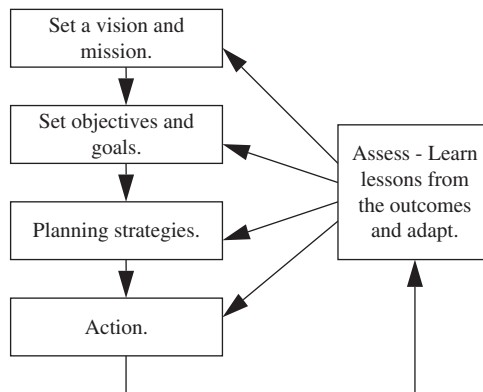 Set a vision and
mission.
Set objectives and
goals.
Planning strategies.
Action.
Assess - Learn
lessons from
the outcomes
and adapt.